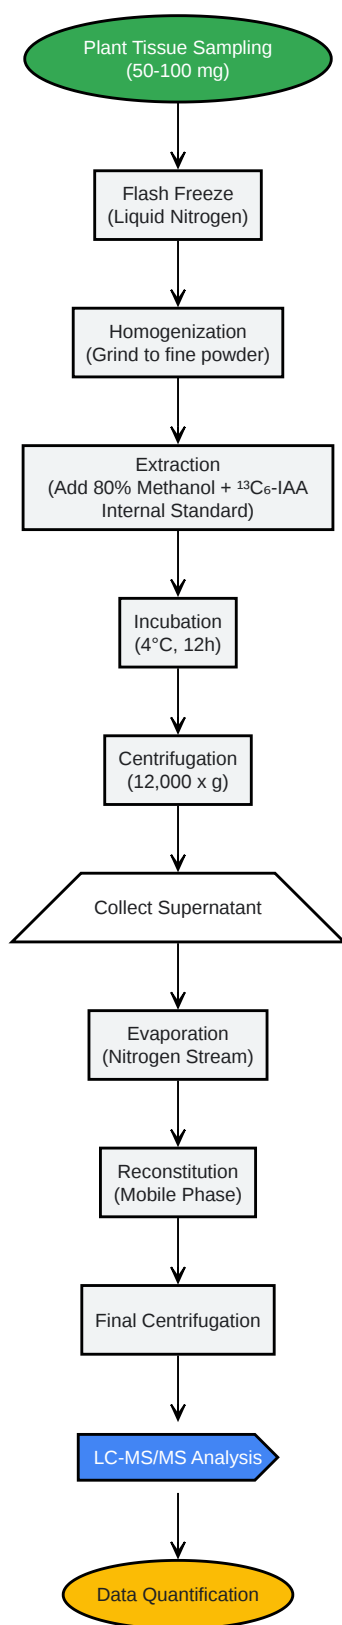 Plant Tissue Sampling
(50-100 mg)
Flash Freeze
(Liquid Nitrogen)
Homogenization
(Grind to fine powder)
Extraction
(Add 80% Methanol + ¹³C₆-IAA
Internal Standard)
Incubation
(4°C, 12h)
Centrifugation
(12,000 x g)
Collect Supernatant
Evaporation
(Nitrogen Stream)
Reconstitution
(Mobile Phase)
Final Centrifugation
LC-MS/MS Analysis
Data Quantification